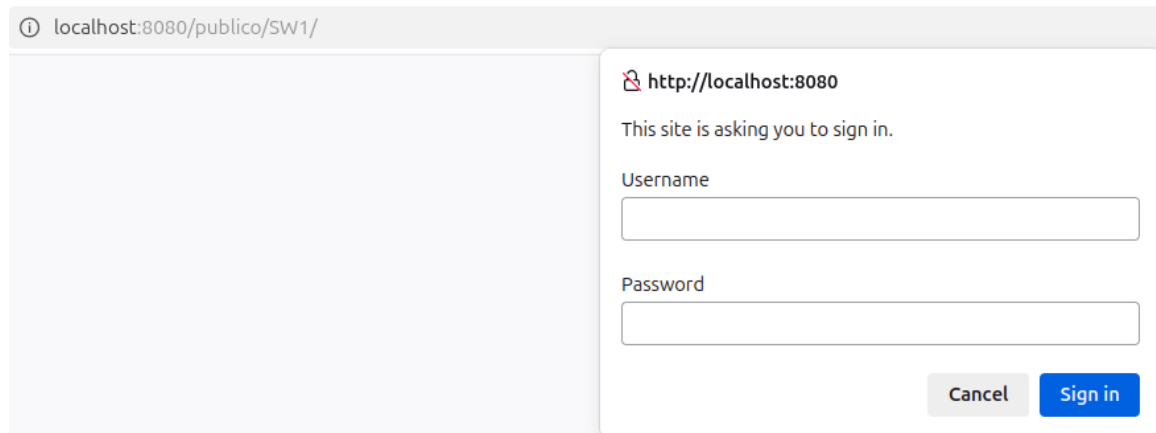 localhost:8080/publico/SW1/
http://localhost:8080
This site is asking you to sign in.
Username
Password
Cancel
Sign in